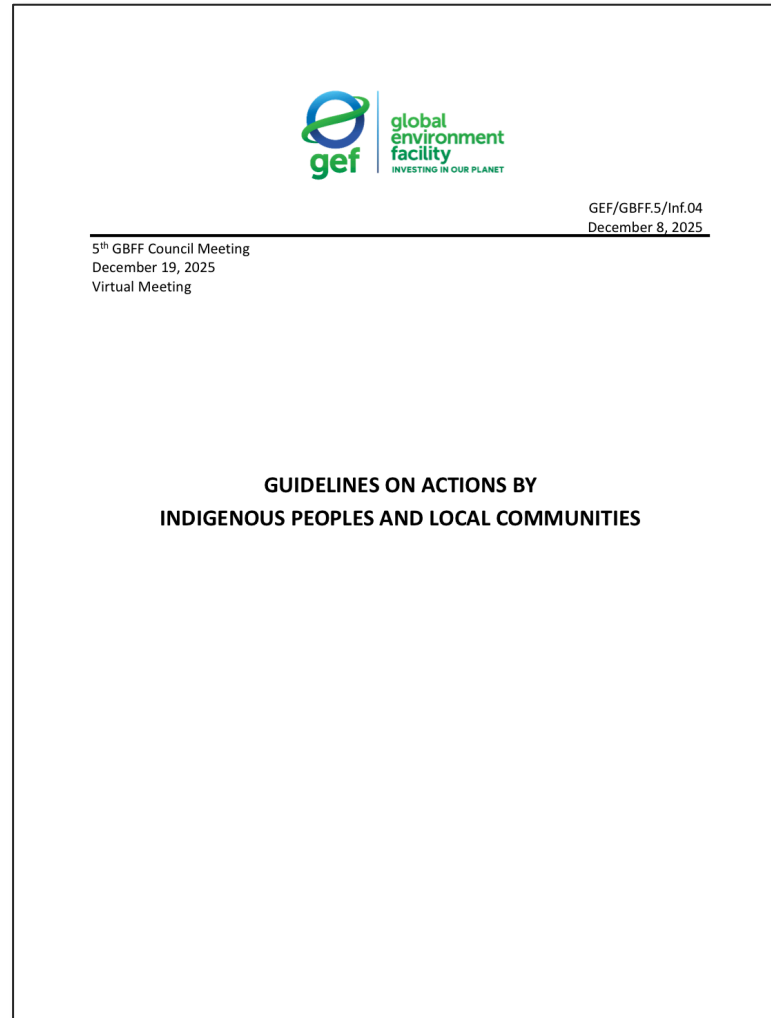 gef
global
environment
facility
INVESTING IN OUR PLANET
GEF/GBFF.5/Inf.04
December 8, 2025
5th GBFF Council Meeting
December 19, 2025
Virtual Meeting
GUIDELINES ON ACTIONS BY
INDIGENOUS PEOPLES AND LOCAL COMMUNITIES